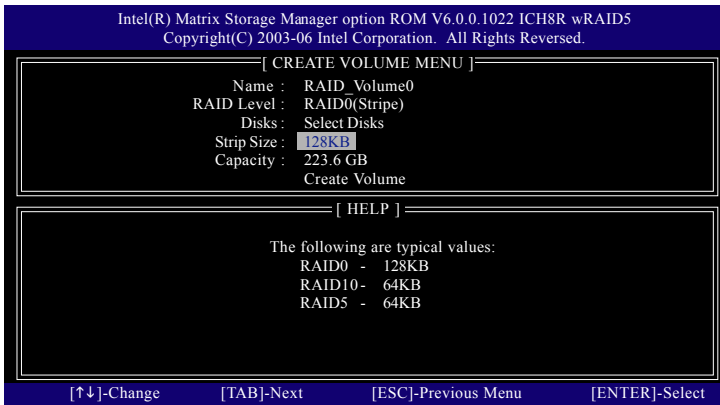 Intel(R) Matrix Storage Manager option ROM V6.0.0.1022 ICH8R wRAID5
Copyright(C) 2003-06 Intel Corporation. All Rights Reversed.
[ CREATE VOLUME MENU ]
Name : RAID_Volume0
RAID Level : RAID0(Stripe)
Disks : Select Disks
Strip Size : 128KB
Capacity : 223.6 GB
Create Volume
[ HELP ]
The following are typical values:
RAID0 - 128KB
RAID10- 64KB
RAID5 - 64KB
[↑↓]-Change [TAB]-Next [ESC]-Previous Menu [ENTER]-Select